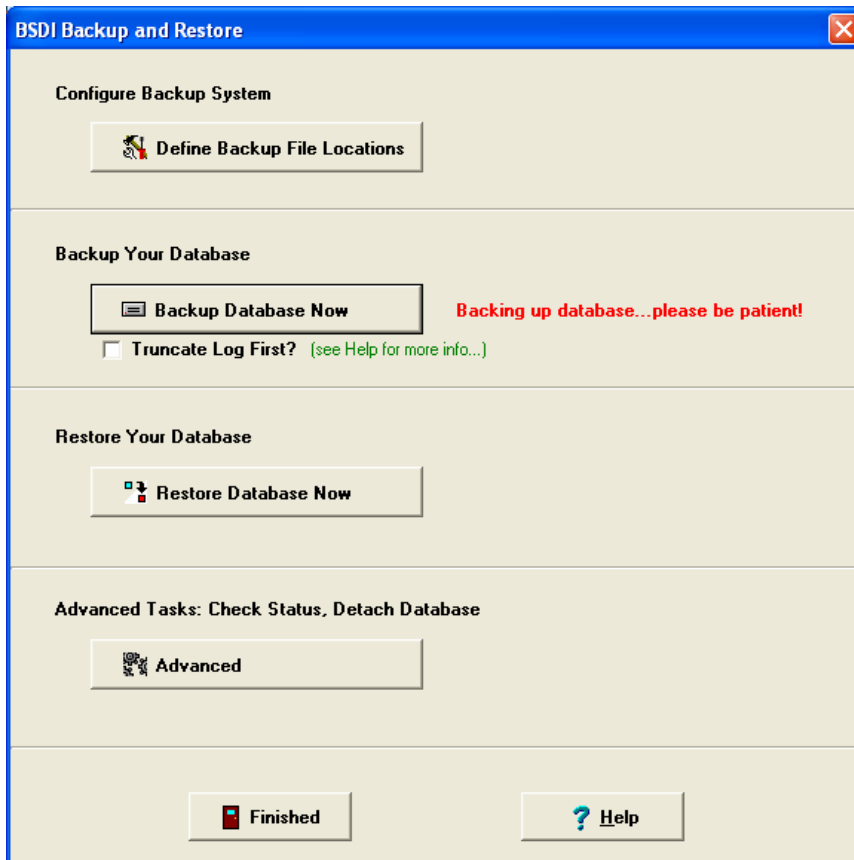 BSDI Backup and Restore
Configure Backup System
Define Backup File Locations
Backup Your Database
Backup Database Now
Backing up database...please be patient!
Truncate Log First? (see Help for more info...)
Restore Your Database
Restore Database Now
Advanced Tasks: Check Status, Detach Database
Advanced
Finished
Help